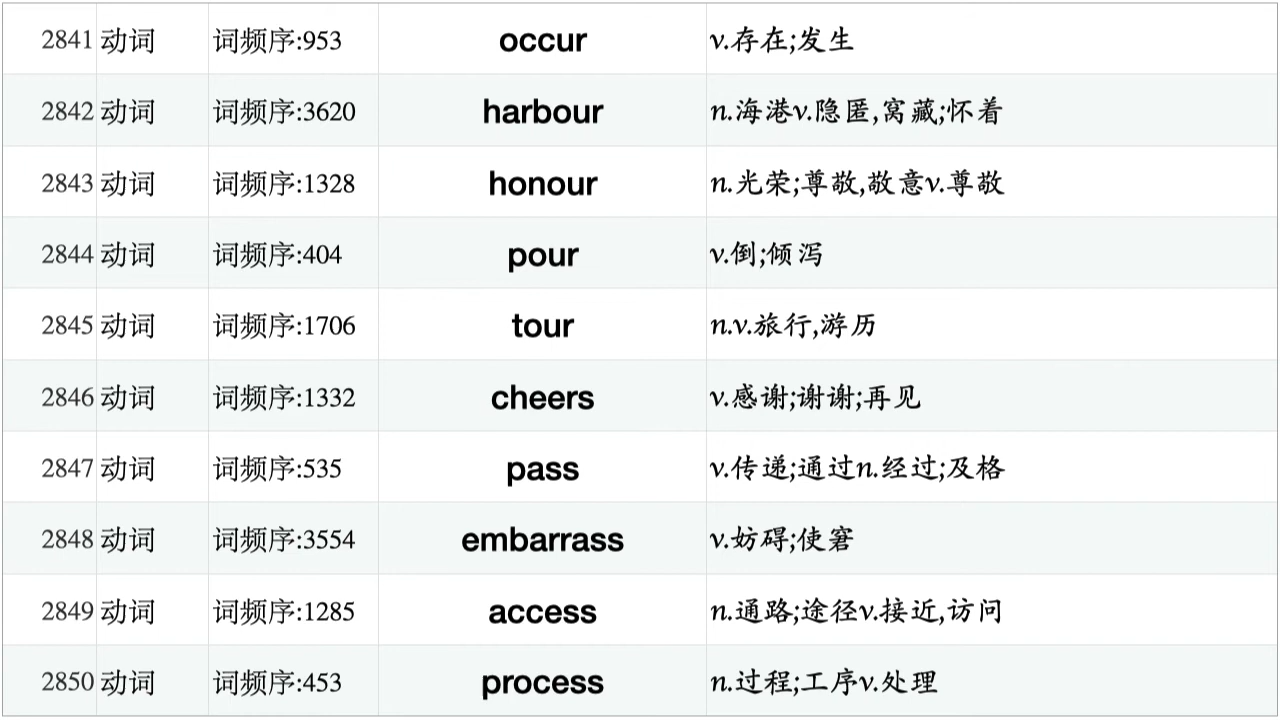 2841 动词 词频序:953 occur v.存在;发生
2842 动词 词频序:3620 harbour n.海港v.隐匿,窝藏;怀着
2843 动词 词频序:1328 honour n.光荣;尊敬,敬意v.尊敬
2844 动词 词频序:404 pour v.倒;倾泻
2845 动词 词频序:1706 tour n.v.旅行,游历
2846 动词 词频序:1332 cheers v.感谢;谢谢;再见
2847 动词 词频序:535 pass v.传递;通过n.经过;及格
2848 动词 词频序:3554 embarrass v.妨碍;使窘
2849 动词 词频序:1285 access n.通路;途径v.接近,访问
2850 动词 词频序:453 process n.过程;工序v.处理